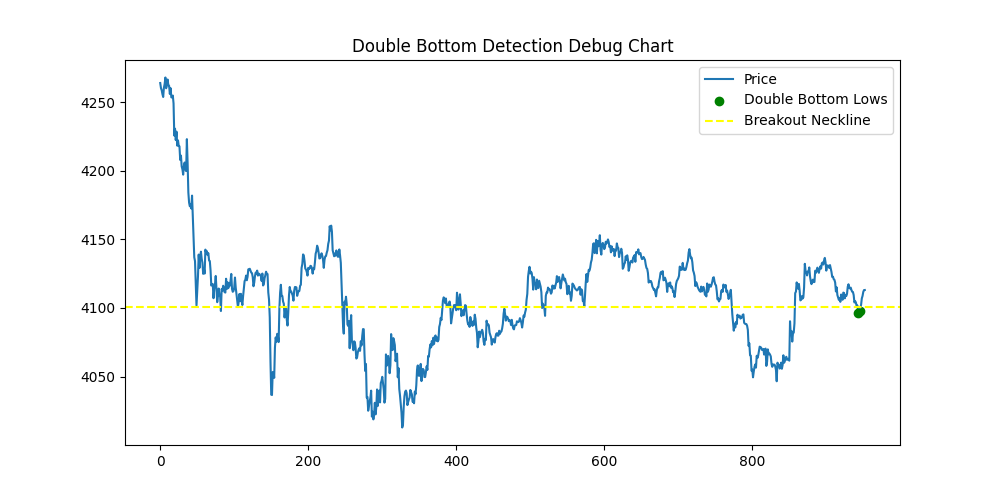 Double Bottom Detection Debug Chart
Price
Double Bottom Lows
Breakout Neckline
4250
4200
4150
4100
4050
0
200
400
600
800